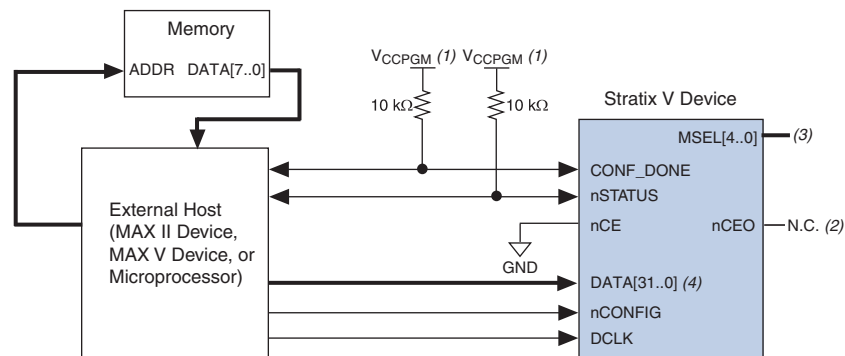 Memory
ADDR DATA[7..0]
VCCPGM (1) VCCPGM (1)
10 kΩ 10 kΩ
Stratix V Device
MSEL[4..0] (3)
CONF_DONE
nSTATUS
nCE nCEO N.C. (2)
GND
External Host
(MAX II Device,
MAX V Device, or
Microprocessor)
DATA[31..0] (4)
nCONFIG
DCLK